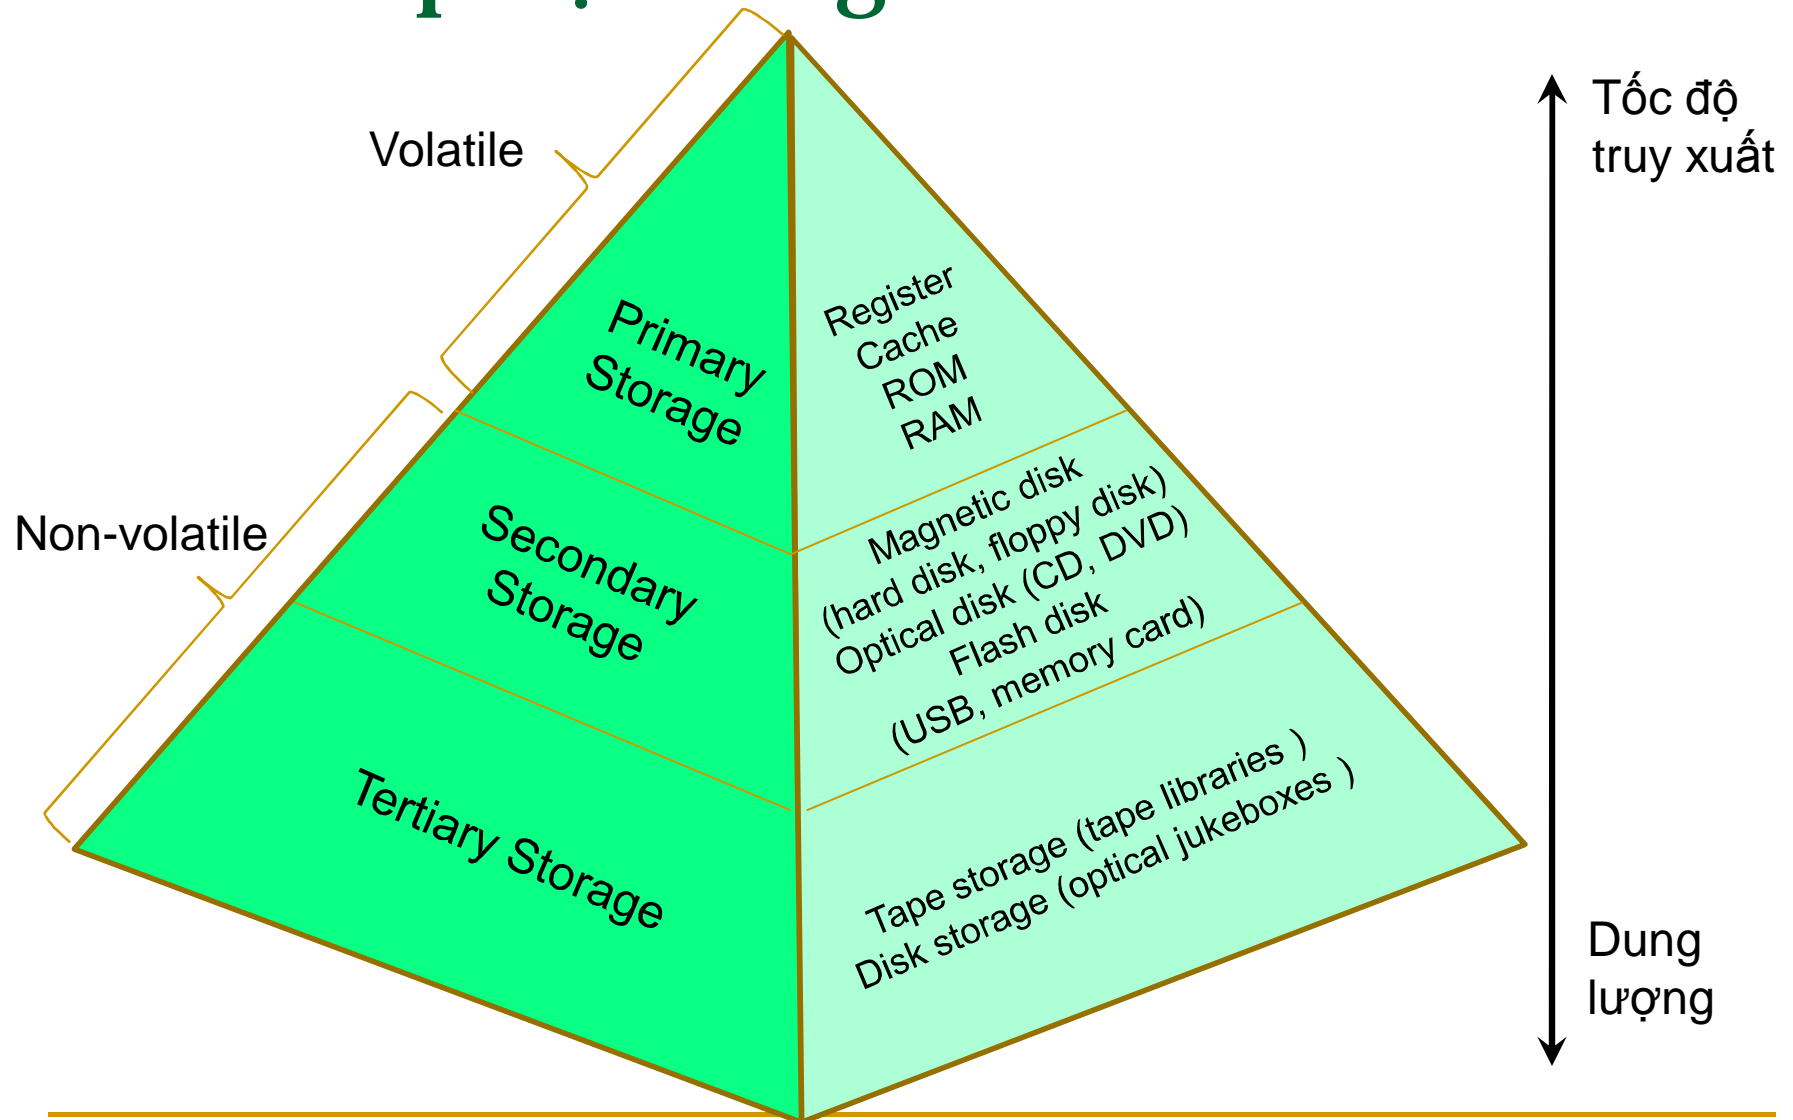 Volatile
Non-volatile
Primary
Storage
Secondary
Storage
Tertiary Storage
Register
Cache
ROM
RAM
Magnetic disk
(hard disk, floppy disk)
Optical disk (CD, DVD)
Flash disk
(USB, memory card)
Tape storage (tape libraries )
Disk storage (optical jukeboxes )
Tốc độ
truy xuất
Dung
lượng